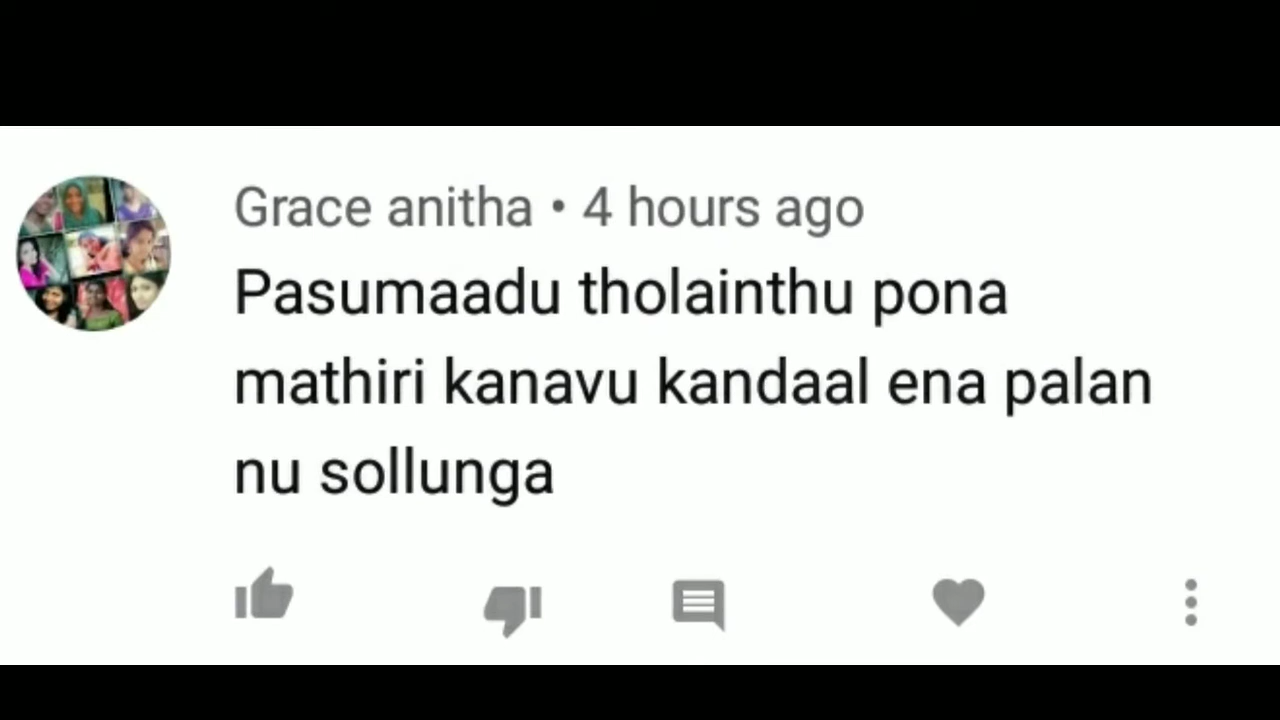 Grace anitha • 4 hours ago
Pasumaadu tholainthu pona
mathiri kanavu kandaal ena palan
nu sollunga